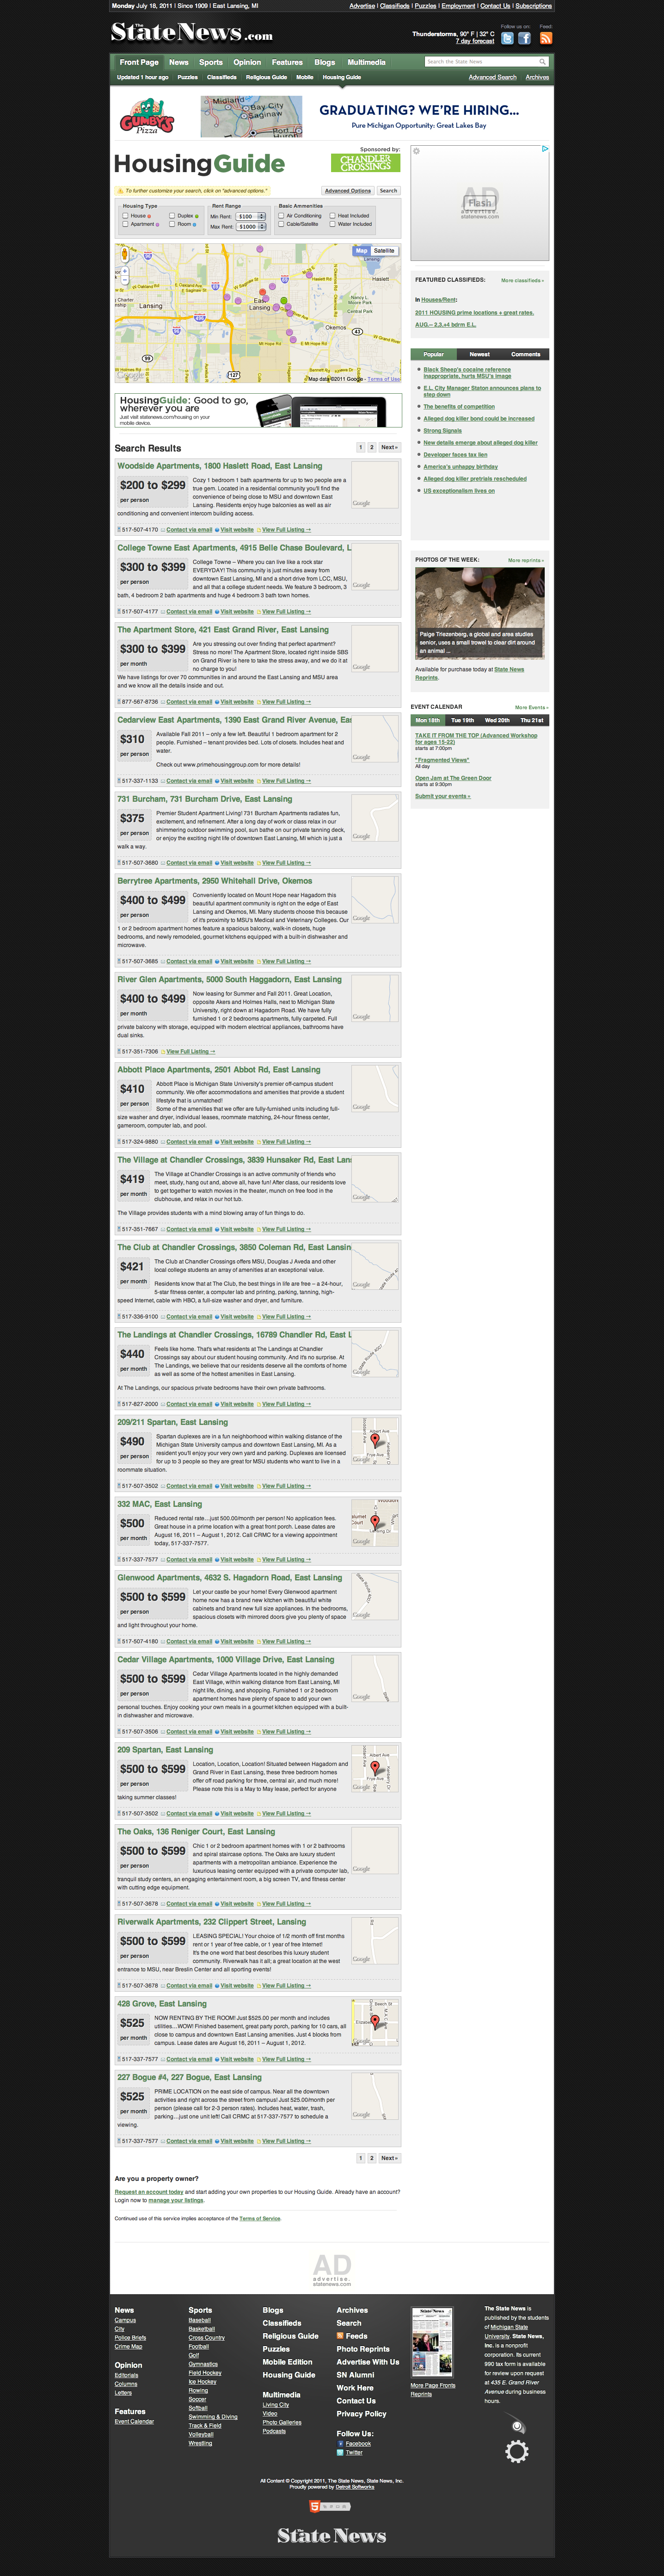 Monday July 18, 2011 | Since 1909 | East Lansing, MI
Advertise | Classifieds | Puzzles | Employment | Contact Us | Subscriptions
The StateNews.com
Follow us on: Feed:
Thunderstorms, 90° F | 32° C
7 day forecast
Front Page News Sports Opinion Features Blogs Multimedia
Search the State News
Updated 1 hour ago Puzzles Classifieds Religious Guide Mobile Housing Guide
Advanced Search Archives
GUMBY'S Pizza
Midland
Bay City
Saginaw
Port Huron
GRADUATING? WE'RE HIRING...
Pure Michigan Opportunity: Great Lakes Bay
HousingGuide
Sponsored by:
CHANDLER CROSSINGS
To further customize your search, click on "advanced options."
Advanced Options Search
Housing Type
House Duplex
Apartment Room
Rent Range
Min Rent: $100
Max Rent: $1000
Basic Ammenities
Air Conditioning Heat Included
Cable/Satellite Water Included
Map Satellite
Lansing
East Lansing
Haslett
Okemos
Nancy L Moore Park
Central Park
Map data ©2011 Google - Terms of Use
HousingGuide: Good to go, wherever you are
Just visit statenews.com/housing on your mobile device.
AD
advertise.
statenews.com
Flash
FEATURED CLASSIFIEDS: More classifieds »
In Houses/Rent:
2011 HOUSING prime locations + great rates.
AUG.– 2,3,+4 bdrm E.L.
Popular Newest Comments
Black Sheep's cocaine reference inappropriate, hurts MSU's image
E.L. City Manager Staton announces plans to step down
The benefits of competition
Alleged dog killer bond could be increased
Strong Signals
New details emerge about alleged dog killer
Developer faces tax lien
America's unhappy birthday
Alleged dog killer pretrials rescheduled
US exceptionalism lives on
PHOTOS OF THE WEEK: More reprints »
Paige Triezenberg, a global and area studies senior, uses a small trowel to clear dirt around an animal ...
Available for purchase today at State News Reprints.
EVENT CALENDAR More Events »
Mon 18th Tue 19th Wed 20th Thu 21st
TAKE IT FROM THE TOP (Advanced Workshop for ages 15-22)
starts at 7:00pm
"Fragmented Views"
All day
Open Jam at The Green Door
starts at 9:30pm
Submit your events »
Search Results
1 2 Next »
Woodside Apartments, 1800 Haslett Road, East Lansing
$200 to $299
per person
Cozy 1 bedroom 1 bath apartments for up to two people are a true gem. Located in a residential community you'll find the convenience of being close to MSU and downtown East Lansing. Residents enjoy huge balconies as well as air conditioning and convenient intercom building access.
517-507-4170 Contact via email Visit website View Full Listing →
College Towne East Apartments, 4915 Belle Chase Boulevard, L
$300 to $399
per person
College Towne – Where you can live like a rock star EVERYDAY! This community is just minutes away from downtown East Lansing, MI and a short drive from LCC, MSU, and all that a college student needs. We feature 3 bedroom, 3 bath, 4 bedroom 2 bath apartments and huge 4 bedroom 3 bath town homes.
517-507-4177 Contact via email Visit website View Full Listing →
The Apartment Store, 421 East Grand River, East Lansing
$300 to $399
per month
Are you stressing out over finding that perfect apartment? Stress no more! The Apartment Store, located right inside SBS on Grand River is here to take the stress away, and we do it at no charge to you!
We have listings for over 70 communities in and around the East Lansing and MSU area and we know all the details inside and out.
877-567-8736 Contact via email Visit website View Full Listing →
Cedarview East Apartments, 1390 East Grand River Avenue, Eas
$310
per person
Available Fall 2011 – only a few left. Beautiful 1 bedroom apartment for 2 people. Furnished – tenant provides bed. Lots of closets. Includes heat and water.
Check out www.primehousinggroup.com for more details!
517-337-1133 Contact via email Visit website View Full Listing →
731 Burcham, 731 Burcham Drive, East Lansing
$375
per person
Premier Student Apartment Living! 731 Burcham Apartments radiates fun, excitement, and refinement. After a long day of work or class relax in our shimmering outdoor swimming pool, sun bathe on our private tanning deck, or enjoy the exciting night life of downtown East Lansing, MI which is just a walk a way.
517-507-3680 Contact via email Visit website View Full Listing →
Berrytree Apartments, 2950 Whitehall Drive, Okemos
$400 to $499
per person
Conveniently located on Mount Hope near Hagadorn this beautiful apartment community is right on the edge of East Lansing and Okemos, MI. Many students choose this because of it's proximity to MSU's Medical and Veterinary Colleges. Our 1 or 2 bedroom apartment homes feature a spacious balcony, walk-in closets, huge bedrooms, and newly remodeled, gourmet kitchens equipped with a in dishwasher and microwave.
517-507-3685 Contact via email Visit website View Full Listing →
River Glen Apartments, 5000 South Haggadorn, East Lansing
$400 to $499
per month
Now leasing for Summer and Fall 2011. Great Location, opposite Akers and Holmes Halls, next to Michigan State University, right down at Hagadorn Road. We have fully furnished 1 or 2 bedrooms apartments, fully carpeted. Full private balcony with storage, equipped with modern electrical appliances, bathrooms have dual sinks.
517-351-7306 View Full Listing →
Abbott Place Apartments, 2501 Abbot Rd, East Lansing
$410
per person
Abbot Place is Michigan State University's premier off-campus student community. We offer accommodations and amenities that provide a student lifestyle that is unmatched!
Some of the amenities that we offer are fully-furnished units including full-size washer and dryer, individual leases, roommate matching, 24-hour fitness center, gameroom, computer lab, and pool.
517-324-9880 Contact via email Visit website View Full Listing →
The Village at Chandler Crossings, 3839 Hunsaker Rd, East Lans
$419
per month
The Village at Chandler Crossings is an active community of friends who meet, study, hang out and, above all, have fun! After class, our residents love to get together to watch movies in the theater, munch on free food in the clubhouse, and relax in our hot tub.
The Village provides students with a mind blowing array of fun things to do.
517-351-7667 Contact via email Visit website View Full Listing →
The Club at Chandler Crossings, 3850 Coleman Rd, East Lansin
$421
per month
The Club at Chandler Crossings offers MSU, Douglas J Aveda and other local college students an array of amenities at an exceptional value.
Residents know that at The Club, the best things in life are free – a 24-hour, 5-star fitness center, a computer lab and printing, parking, tanning, high-speed Internet, cable with HBO, a full-size washer and dryer, and furniture.
517-336-9100 Contact via email Visit website View Full Listing →
The Landings at Chandler Crossings, 16789 Chandler Rd, East L
$440
per month
Feels like home. That's what residents at The Landings at Chandler Crossings say about our student housing community. And it's no surprise. At The Landings, we believe that our residents deserve all the comforts of home as well as some of the hottest amenities in East Lansing.
At the Landings, our spacious private bedrooms have their own private bathrooms.
517-827-2000 Contact via email Visit website View Full Listing →
209/211 Spartan, East Lansing
$490
per person
Spartan duplexes are in a fun neighborhood within walking distance of the Michigan State University campus and downtown East Lansing, MI. As a resident you'll enjoy your very own yard and parking. Duplexes are licensed for up to 3 people so they are great for MSU students who want to live in a roommate situation.
517-507-3502 Contact via email Visit website View Full Listing →
332 MAC, East Lansing
$500
per month
Reduced rental rate...just 500.00/month per person! No application fees. Great house in a prime location with a great front porch. Lease dates are August 16, 2011 – August 1, 2012. Call CRMC for a viewing appointment today, 517-337-7577.
517-337-7577 Contact via email Visit website View Full Listing →
Glenwood Apartments, 4632 S. Hagadorn Road, East Lansing
$500 to $599
per person
Let your castle be your home! Every Glenwood apartment home now has a brand new kitchen with beautiful white cabinets and brand new full size appliances. In the bedrooms, spacious closets with mirrored doors give you plenty of space and light throughout your home.
517-507-4180 Contact via email Visit website View Full Listing →
Cedar Village Apartments, 1000 Village Drive, East Lansing
$500 to $599
per person
Cedar Village Apartments located in the highly demanded East Village, within walking distance from East Lansing, MI night life, dining, and shopping. Furnished 1 or 2 bedroom apartment homes have plenty of space to add your own personal touches. Enjoy cooking your own meals in a gourmet kitchen equipped with a built-in dishwasher and microwave.
517-507-3506 Contact via email Visit website View Full Listing →
209 Spartan, East Lansing
$500 to $599
per person
Location, Location, Location! Situated between Hagadorn and Grand River in East Lansing, these three bedroom homes offer off road parking for three, central air, and much more! Please note this is a May to May lease, perfect for anyone taking summer classes!
517-507-3502 Contact via email Visit website View Full Listing →
The Oaks, 136 Reniger Court, East Lansing
$500 to $599
per person
Chic 1 or 2 bedroom apartment homes with 1 or 2 bathrooms and spiral staircase options. The Oaks are luxury student apartments with a metropolitan ambiance. Experience the luxurious leasing center equipped with a private computer lab, tranquil study centers, an engaging entertainment room, a big screen TV, and fitness center with cutting edge equipment.
517-507-3678 Contact via email Visit website View Full Listing →
Riverwalk Apartments, 232 Clippert Street, Lansing
$500 to $599
per person
LEASING SPECIAL! Your choice of 1/2 month off first months rent or 1 year of free cable, or 1 year of free Internet!
It's the one word that best describes this luxury student community. Riverwalk has it all; a great location at the west entrance to MSU, near Breslin Center and all sporting events!
517-507-3678 Contact via email Visit website View Full Listing →
428 Grove, East Lansing
$525
per month
NOW RENTING BY THE ROOM! Just $525.00 per month and includes utilities...WOW! Finished basement, great party porch, parking for 10 cars, all close to campus and downtown East Lansing amenities. Just 4 blocks from campus. Lease dates are August 16, 2011 – August 1, 2012.
517-337-7577 Contact via email Visit website View Full Listing →
227 Bogue #4, 227 Bogue, East Lansing
$525
per month
PRIME LOCATION on the east side of campus. Near all the downtown activities and right across the street from campus! Just 525.00/month per person (please call for 2-3 person rates). Includes heat, water, trash, parking...just one unit left! Call CRMC at 517-337-7577 to schedule a viewing.
517-337-7577 Contact via email Visit website View Full Listing →
1 2 Next »
Are you a property owner?
Request an account today and start adding your own properties to our Housing Guide. Already have an account? Login now to manage your listings.
Continued use of this service implies acceptance of the Terms of Service.
AD
advertise.
statenews.com
News
Campus
City
Police Briefs
Crime Map
Opinion
Editorials
Columns
Letters
Features
Event Calendar
Sports
Baseball
Basketball
Cross Country
Football
Golf
Gymnastics
Field Hockey
Ice Hockey
Rowing
Soccer
Softball
Swimming & Diving
Track & Field
Volleyball
Wrestling
Blogs
Classifieds
Religious Guide
Puzzles
Mobile Edition
Housing Guide
Multimedia
Living City
Video
Photo Galleries
Podcasts
Archives
Search
Feeds
Photo Reprints
Advertise With Us
SN Alumni
Work Here
Contact Us
Privacy Policy
Follow Us:
Facebook
Twitter
More Page Fronts
Reprints
The State News is published by the students of Michigan State University. State News, Inc. is a nonprofit corporation. Its current 990 tax form is available for review upon request at 435 E. Grand River Avenue during business hours.
All Content © Copyright 2011, The State News, State News, Inc.
Proudly powered by Detroit Softworks
The State News